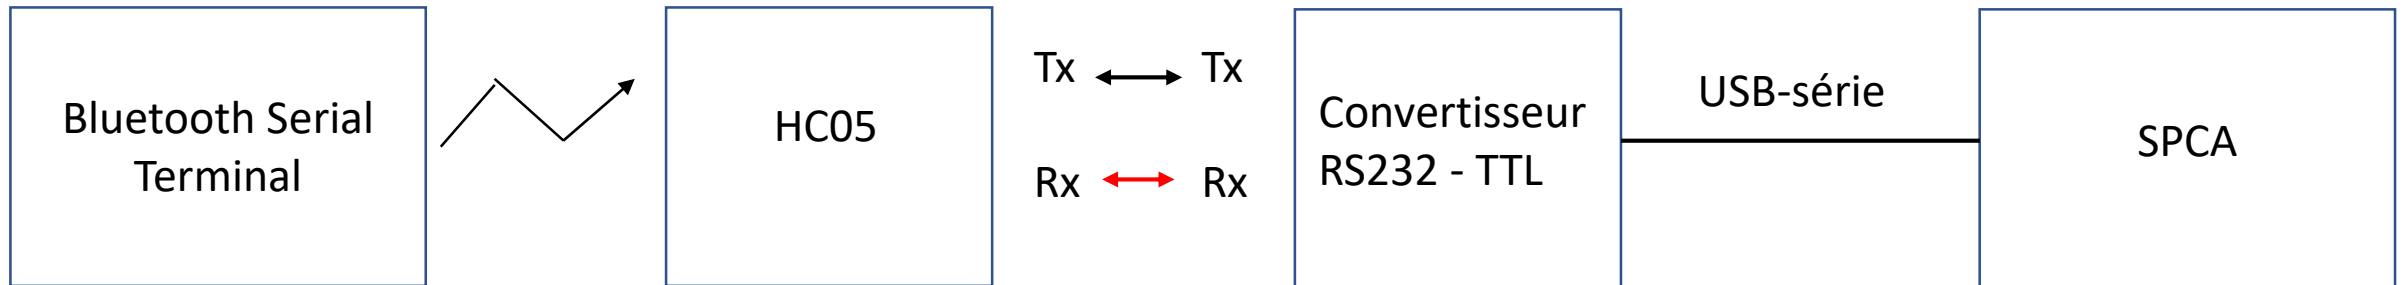 Bluetooth Serial
Terminal
HC05
Tx Tx
Rx Rx
Convertisseur
RS232 - TTL
USB-série
SPCA